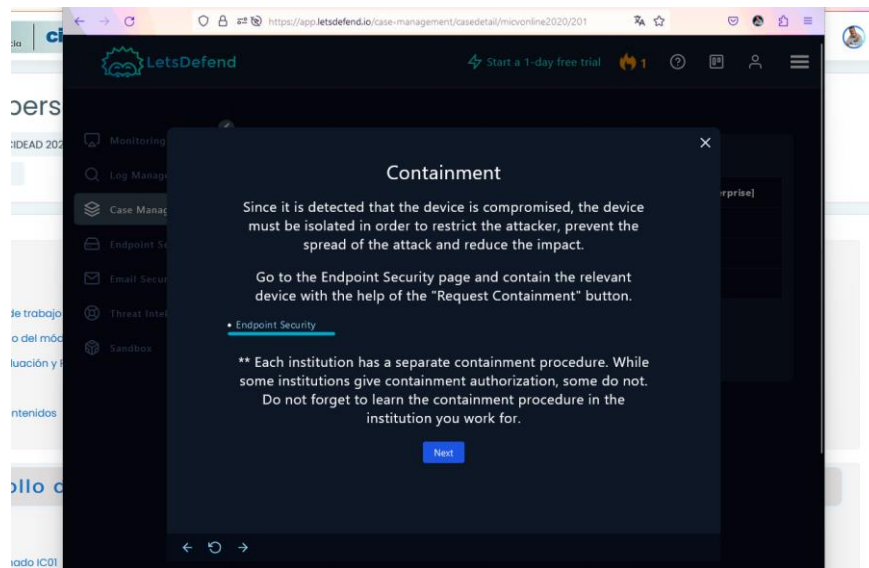 https://app.letsdefend.io/case-management/casedetail/micvonline2020/201
LetsDefend
Start a 1-day free trial
1
pers
CIDEAD 202
Monitoring
Log Manag
Case Manag
Endpoint Se
Email Secur
Threat Intel
Sandbox
erprise]
Containment
Since it is detected that the device is compromised, the device
must be isolated in order to restrict the attacker, prevent the
spread of the attack and reduce the impact.
Go to the Endpoint Security page and contain the relevant
device with the help of the "Request Containment" button.
• Endpoint Security
** Each institution has a separate containment procedure. While
some institutions give containment authorization, some do not.
Do not forget to learn the containment procedure in the
institution you work for.
Next
de trabajo
o del mód
luación y
ntenidos
ollo d
nado IC01